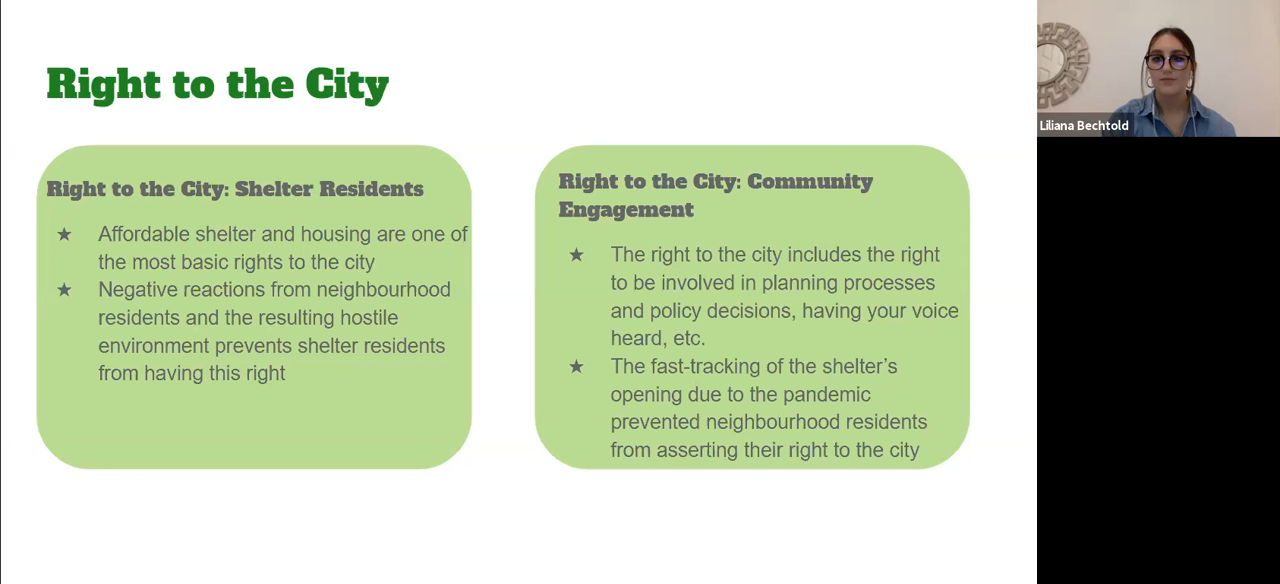 Right to the City
Right to the City: Shelter Residents
★ Affordable shelter and housing are one of
the most basic rights to the city
★ Negative reactions from neighbourhood
residents and the resulting hostile
environment prevents shelter residents
from having this right
Right to the City: Community
Engagement
★ The right to the city includes the right
to be involved in planning processes
and policy decisions, having your voice
heard, etc.
★ The fast-tracking of the shelter’s
opening due to the pandemic
prevented neighbourhood residents
from asserting their right to the city
Liliana Bechtold